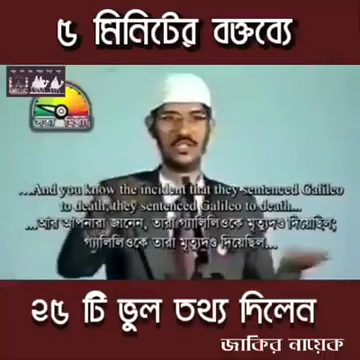 ৫ মিনিটের বক্তব্যে
...And you know the incident that they sentenced Galileo
to death, they sentenced Galileo to death...
...আর আপনারা জানেন, তারা গ্যালিলিওকে মৃত্যুদণ্ড দিয়েছিল;
গ্যালিলিওকে তারা মৃত্যুদণ্ড দিয়েছিল...
২৫ টি ভুল তথ্য দিলেন
জাকির নায়েক